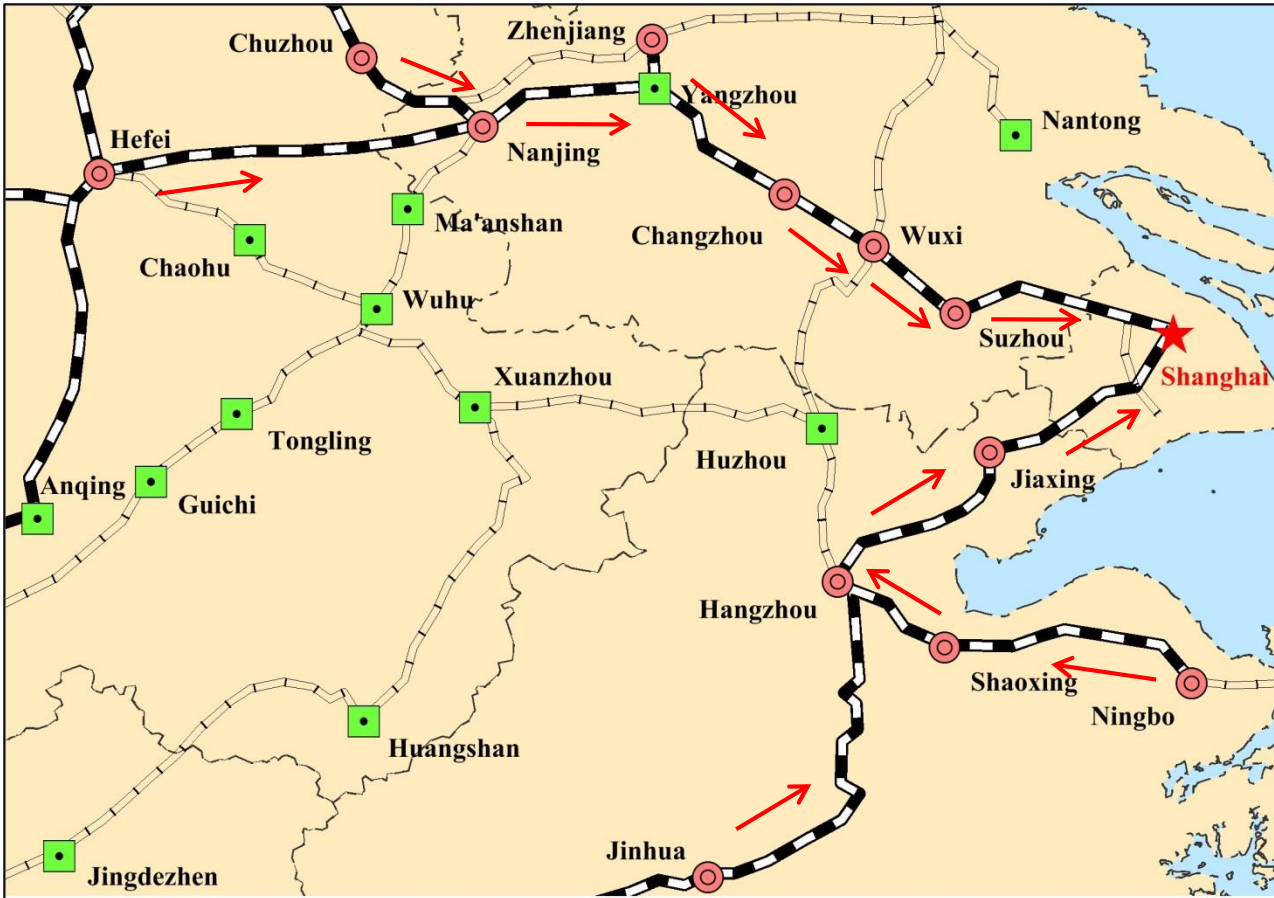 Zhenjiang
Chuzhou
Yangzhou
Nantong
Hefei
Nanjing
Ma'anshan
Changzhou
Wuxi
Chaohu
Wuhu
Suzhou
Shanghai
Xuanzhou
Tongling
Huzhou
Jiaxing
Anqing
Guichi
Hangzhou
Shaoxing
Ningbo
Huangshan
Jinhua
Jingdezhen